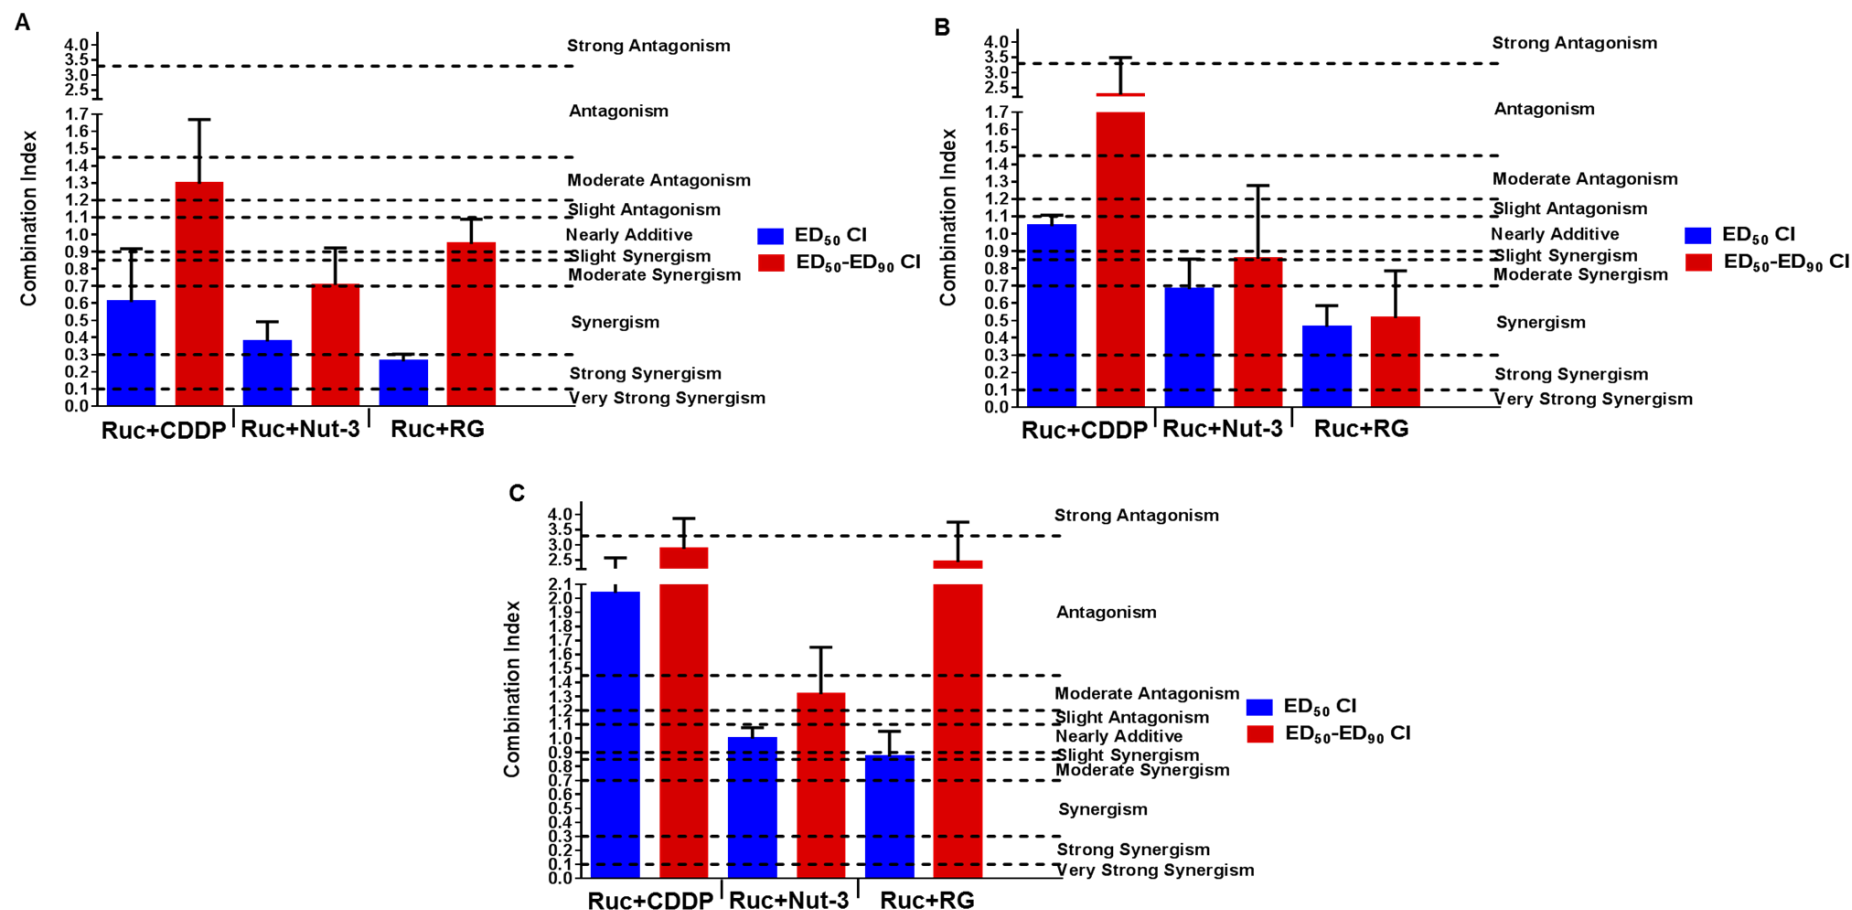 A
Combination Index
4.0
3.5
3.0
2.5
1.7
1.6
1.5
1.4
1.3
1.2
1.1
1.0
0.9
0.8
0.7
0.6
0.5
0.4
0.3
0.2
0.1
0.0
Strong Antagonism
Antagonism
Moderate Antagonism
Slight Antagonism
Nearly Additive
Slight Synergism
Moderate Synergism
Synergism
Strong Synergism
Very Strong Synergism
ED50 CI
ED50-ED90 CI
Ruc+CDDP
Ruc+Nut-3
Ruc+RG
B
Combination Index
4.0
3.5
3.0
2.5
1.7
1.6
1.5
1.4
1.3
1.2
1.1
1.0
0.9
0.8
0.7
0.6
0.5
0.4
0.3
0.2
0.1
0.0
Strong Antagonism
Antagonism
Moderate Antagonism
Slight Antagonism
Nearly Additive
Slight Synergism
Moderate Synergism
Synergism
Strong Synergism
Very Strong Synergism
ED50 CI
ED50-ED90 CI
Ruc+CDDP
Ruc+Nut-3
Ruc+RG
C
Combination Index
4.0
3.5
3.0
2.5
2.1
2.0
1.9
1.8
1.7
1.6
1.5
1.4
1.3
1.2
1.1
1.0
0.9
0.8
0.7
0.6
0.5
0.4
0.3
0.2
0.1
0.0
Strong Antagonism
Antagonism
Moderate Antagonism
Slight Antagonism
Nearly Additive
Slight Synergism
Moderate Synergism
Synergism
Strong Synergism
Very Strong Synergism
ED50 CI
ED50-ED90 CI
Ruc+CDDP
Ruc+Nut-3
Ruc+RG